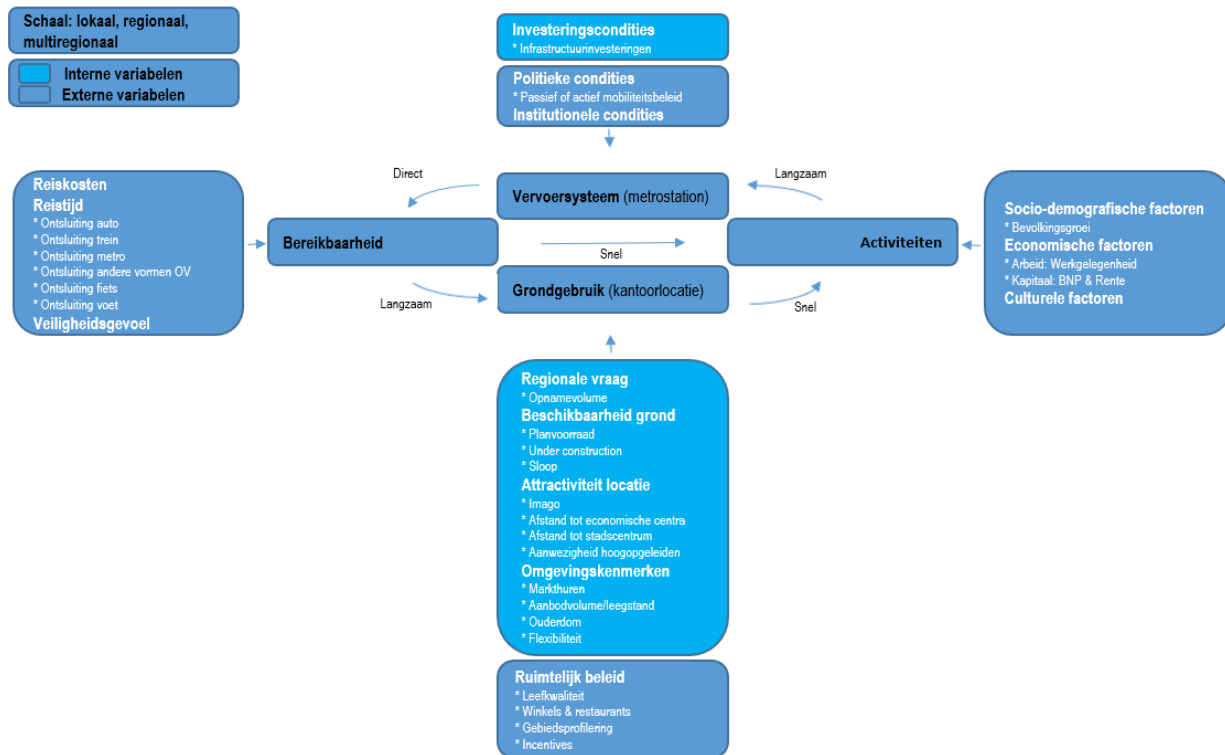 Schaal: lokaal, regionaal,
multiregionaal
Interne variabelen
Externe variabelen
Investeringscondities
* Infrastructuurinvesteringen
Politieke condities
* Passief of actief mobiliteitsbeleid
Institutionele condities
Direct
Langzaam
Reiskosten
Reistijd
* Ontsluiting auto
* Ontsluiting trein
* Ontsluiting metro
* Ontsluiting andere vormen OV
* Ontsluiting fiets
* Ontsluiting voet
Veiligheidsgevoel
Vervoersysteem (metrostation)
Bereikbaarheid
Snel
Activiteiten
Grondgebruik (kantoorlocatie)
Langzaam
Snel
Socio-demografische factoren
* Bevolkingsgroei
Economische factoren
* Arbeid: Werkgelegenheid
* Kapitaal: BNP & Rente
Culturele factoren
Regionale vraag
* Opnamevolume
Beschikbaarheid grond
* Planvoorraad
* Under construction
* Sloop
Attractiviteit locatie
* Imago
* Afstand tot economische centra
* Afstand tot stadscentrum
* Aanwezigheid hoogopgeleiden
Omgevingskenmerken
* Markthuren
* Aanbodvolume/leegstand
* Ouderdom
* Flexibiliteit
Ruimtelijk beleid
* Leefkwaliteit
* Winkels & restaurants
* Gebiedsprofilering
* Incentives